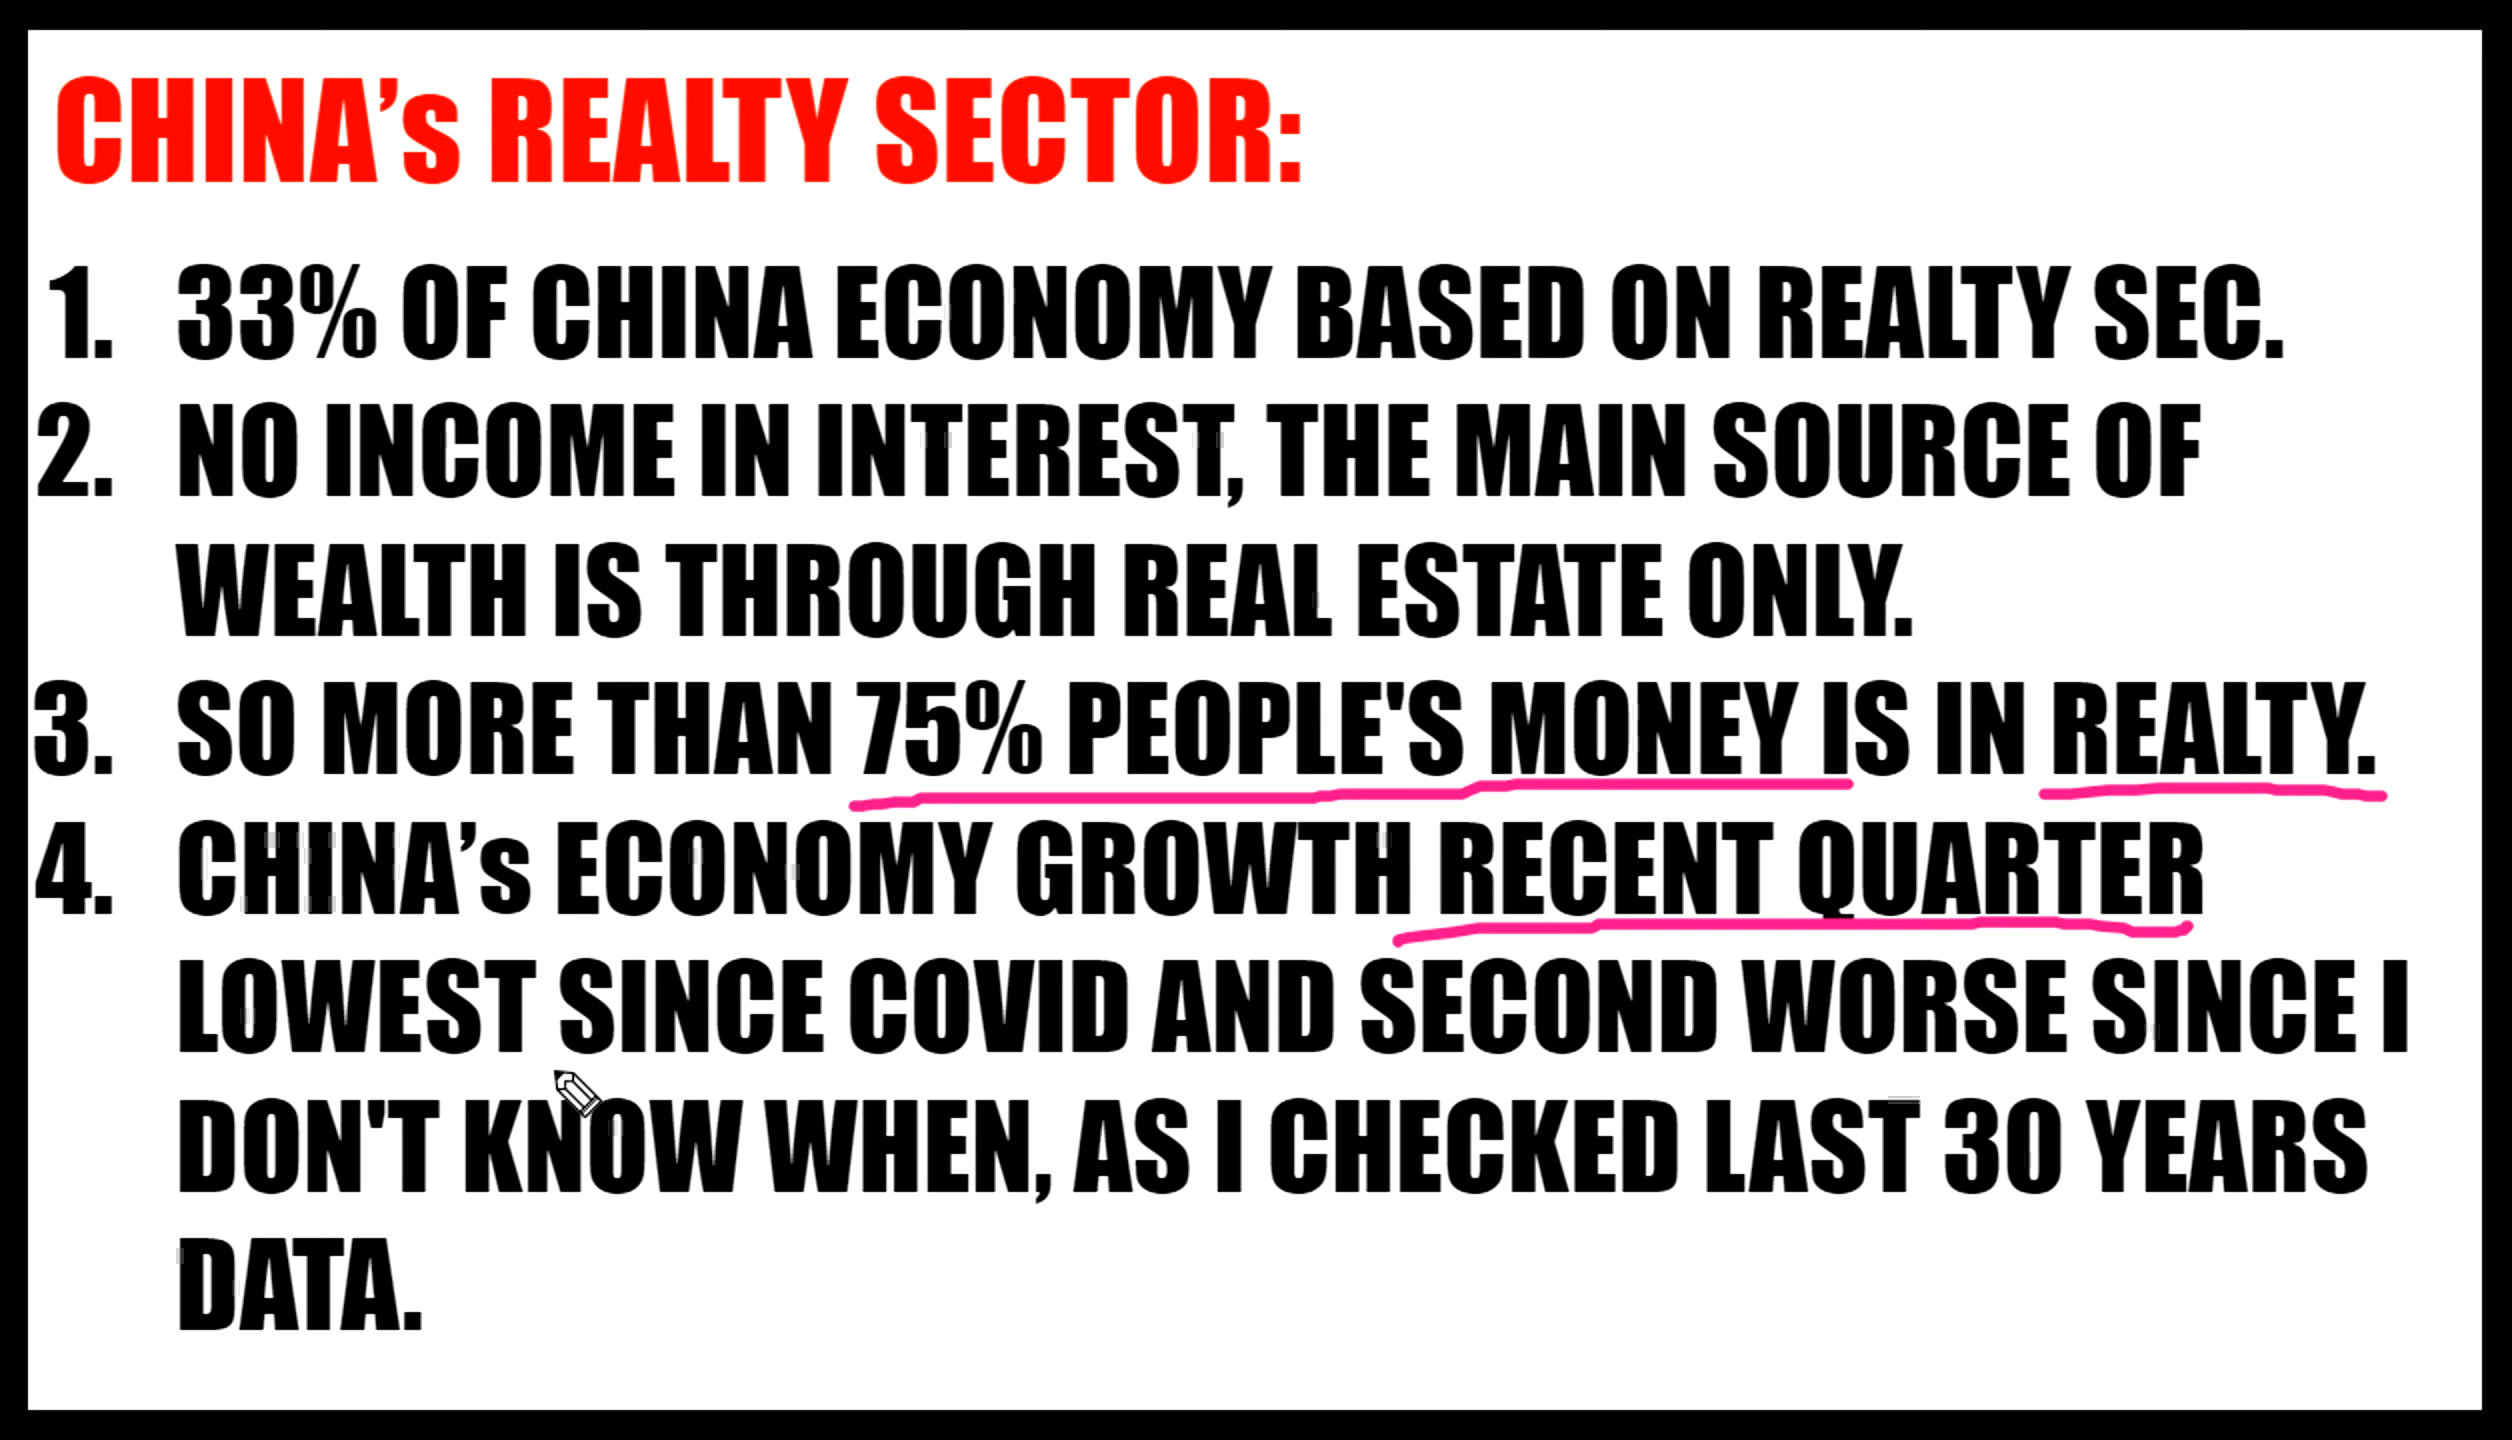 CHINA’s REALTY SECTOR:
1. 33% OF CHINA ECONOMY BASED ON REALTY SEC.
2. NO INCOME IN INTEREST, THE MAIN SOURCE OF
WEALTH IS THROUGH REAL ESTATE ONLY.
3. SO MORE THAN 75% PEOPLE'S MONEY IS IN REALTY.
4. CHINA’s ECONOMY GROWTH RECENT QUARTER
LOWEST SINCE COVID AND SECOND WORSE SINCE I
DON'T KNOW WHEN, AS I CHECKED LAST 30 YEARS
DATA.